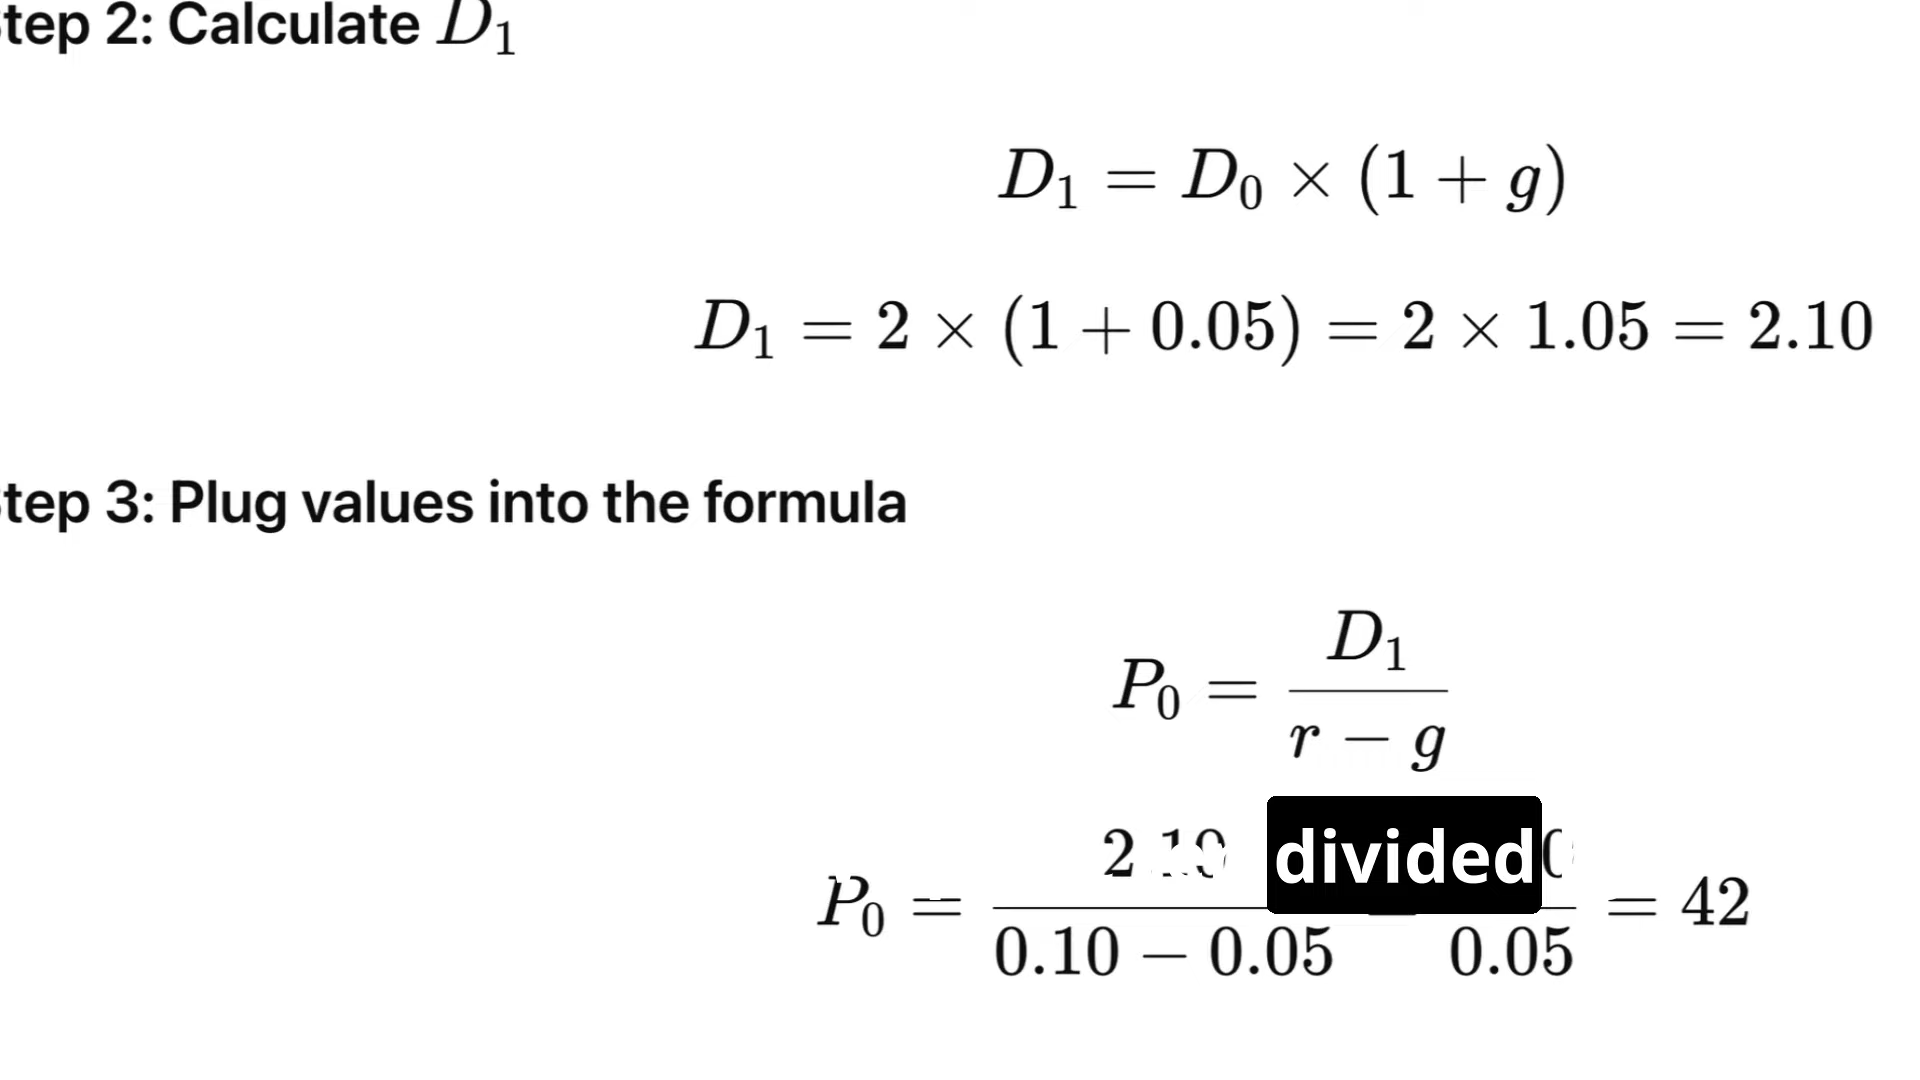 tep 2: Calculate D₁
D₁ = D₀ × (1 + g)
D₁ = 2 × (1 + 0.05) = 2 × 1.05 = 2.10
tep 3: Plug values into the formula
P₀ = D₁ / r − g
P₀ = 2.10 / 0.10 − 0.05 = / 0.05 = 42
divided